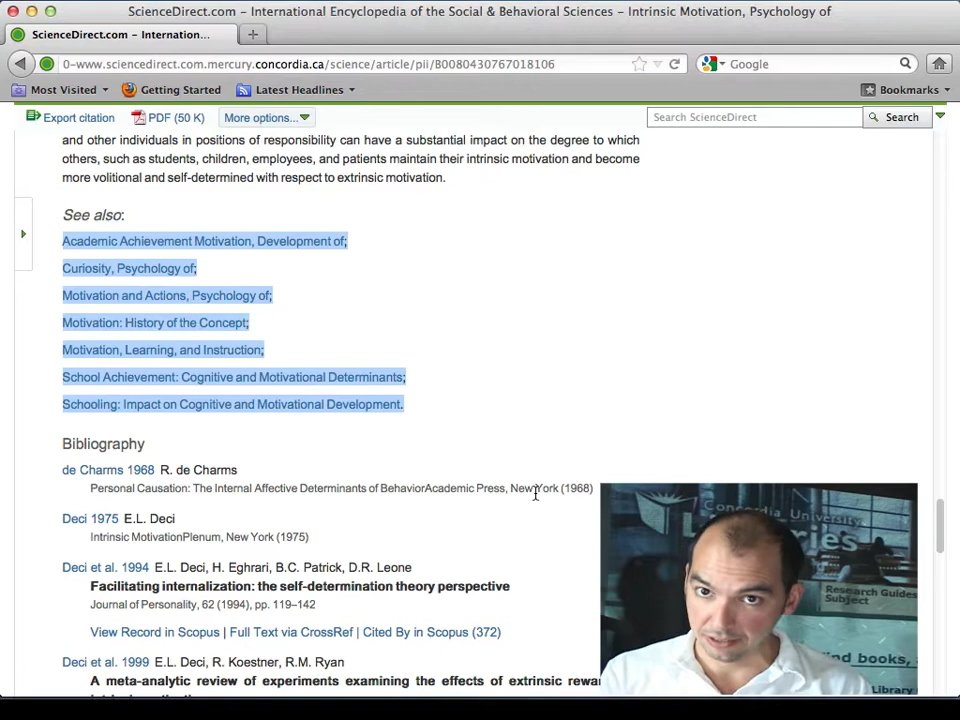 ScienceDirect.com – International Encyclopedia of the Social & Behavioral Sciences – Intrinsic Motivation, Psychology of
ScienceDirect.com – Internation...
0-www.sciencedirect.com.mercury.concordia.ca/science/article/pii/B0080430767018106
Google
Most Visited
Getting Started
Latest Headlines
Bookmarks
Export citation
PDF (50 K)
More options...
Search ScienceDirect
Search
and other individuals in positions of responsibility can have a substantial impact on the degree to which
others, such as students, children, employees, and patients maintain their intrinsic motivation and become
more volitional and self-determined with respect to extrinsic motivation.
See also:
Academic Achievement Motivation, Development of;
Curiosity, Psychology of;
Motivation and Actions, Psychology of;
Motivation: History of the Concept;
Motivation, Learning, and Instruction;
School Achievement: Cognitive and Motivational Determinants;
Schooling: Impact on Cognitive and Motivational Development.
Bibliography
de Charms 1968 R. de Charms
Personal Causation: The Internal Affective Determinants of BehaviorAcademic Press, New York (1968)
Deci 1975 E.L. Deci
Intrinsic MotivationPlenum, New York (1975)
Deci et al. 1994 E.L. Deci, H. Eghrari, B.C. Patrick, D.R. Leone
Facilitating internalization: the self-determination theory perspective
Journal of Personality, 62 (1994), pp. 119–142
View Record in Scopus | Full Text via CrossRef | Cited By in Scopus (372)
Deci et al. 1999 E.L. Deci, R. Koestner, R.M. Ryan
A meta-analytic review of experiments examining the effects of extrinsic
Concordia University
Libraries
Research Guides
Subject
find books,
Library